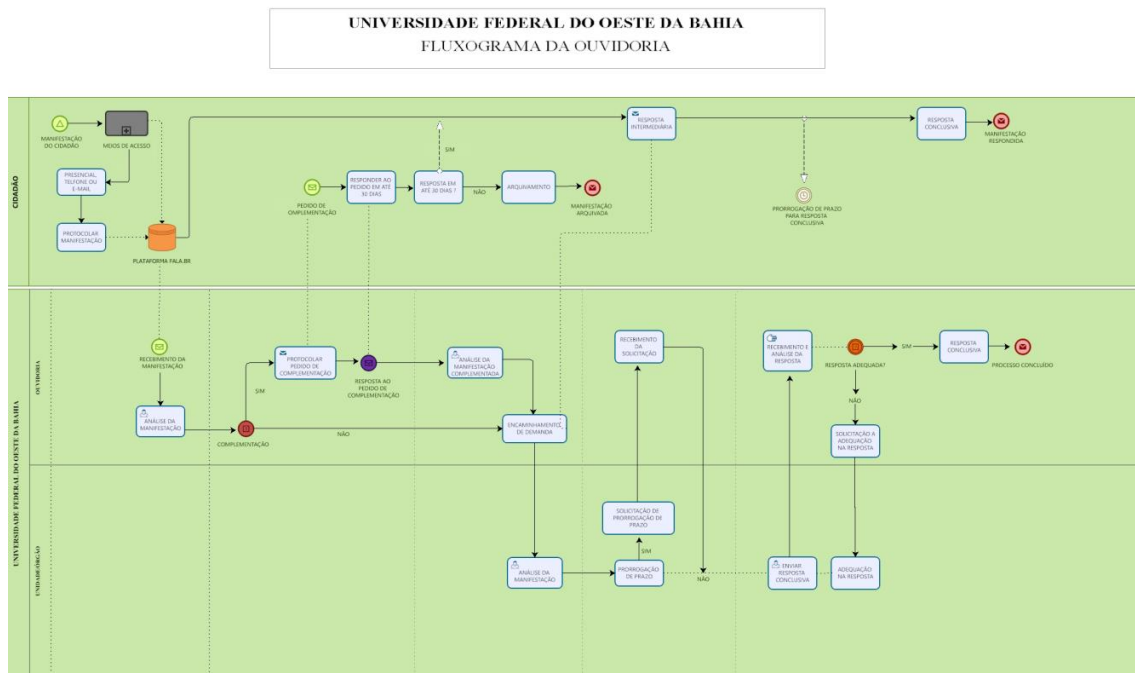 UNIVERSIDADE FEDERAL DO OESTE DA BAHIA
FLUXOGRAMA DA OUVIDORIA
CIDADÃO
MANIFESTAÇÃO
DO CIDADÃO
MEIOS DE ACESSO
PRESENCIAL,
TELFONE OU
E-MAIL
PROTOCOLAR
MANIFESTAÇÃO
PLATAFORMA FALA.BR
PEDIDO DE
OMPLEMENTAÇÃO
RESPONDER AO
PEDIDO EM ATÉ
30 DIAS
SIM
RESPOSTA EM
ATÉ 20 DIAS ?
NÃO
ARQUIVAMENTO
MANIFESTAÇÃO
ARQUIVADA
RESPOSTA
INTERMEDIÁRIA
PRORROGAÇÃO DE PRAZO
PARA RESPOSTA
CONCLUSIVA
RESPOSTA
CONCLUSIVA
MANIFESTAÇÃO
RESPONDIDA
UNIVERSIDADE FEDERAL DO OESTE DA BAHIA
OUVIDORIA
RECEBIMENTO DA
MANIFESTAÇÃO
ANÁLISE DA
MANIFESTAÇÃO
COMPLEMENTAÇÃO
SIM
NÃO
PROTOCOLAR
PEDIDO DE
COMPLEMENTAÇÃO
RESPOSTA AO
PEDIDO DE
COMPLEMENTAÇÃO
ANÁLISE DA
MANIFESTAÇÃO
COMPLEMENTADA
ENCAMINHAMENTO
DE DEMANDA
RECEBIMENTO
DA
SOLICITAÇÃO
RECEBIMENTO E
ANÁLISE DA
RESPOSTA
RESPOSTA ADEQUADA?
SIM
RESPOSTA
CONCLUSIVA
PROCESSO CONCLUÍDO
NÃO
SOLICITAÇÃO A
ADEQUAÇÃO
NA RESPOSTA
UNIDADE/ÓRGÃO
ANÁLISE DA
MANIFESTAÇÃO
SOLICITAÇÃO DE
PRORROGAÇÃO DE
PRAZO
SIM
PRORROGAÇÃO
DE PRAZO
NÃO
ENVIAR
RESPOSTA
CONCLUSIVA
ADEQUAÇÃO
NA RESPOSTA